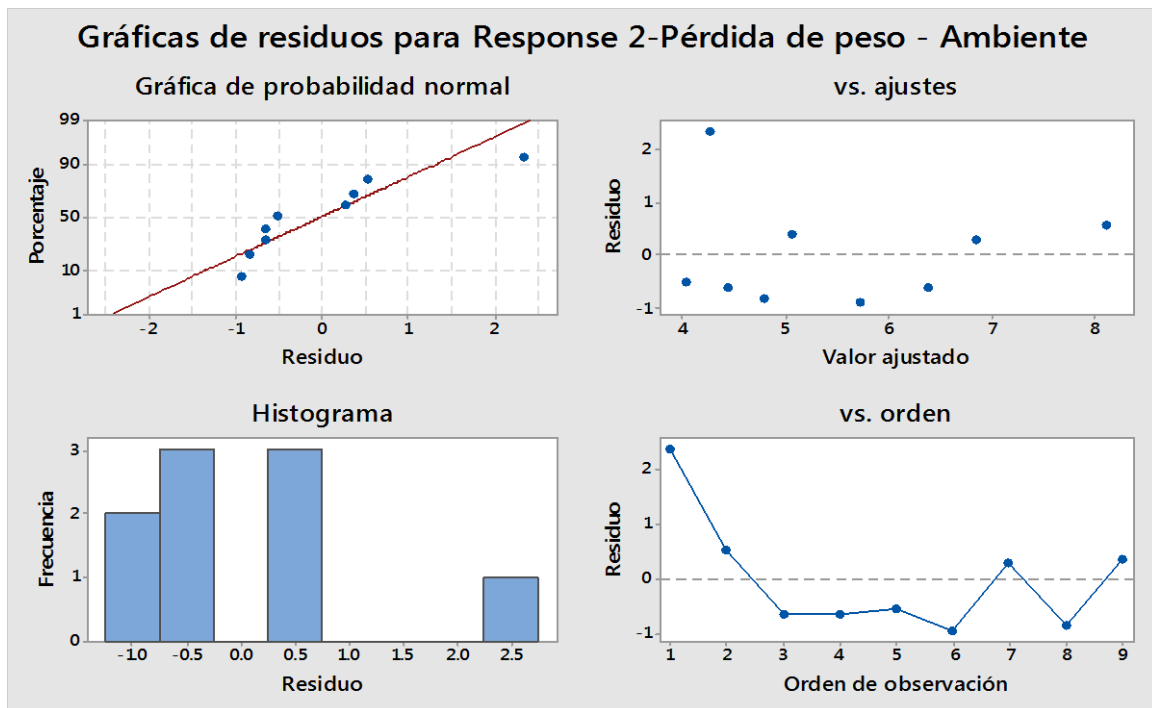 Gráficas de residuos para Response 2-Pérdida de peso - Ambiente
Gráfica de probabilidad normal
99
90
50
10
1
Porcentaje
-2 -1 0 1 2
Residuo
vs. ajustes
2
1
0
-1
Residuo
4 5 6 7 8
Valor ajustado
Histograma
3
2
1
0
Frecuencia
-1.0 -0.5 0.0 0.5 1.0 1.5 2.0 2.5
Residuo
vs. orden
2
1
0
-1
Residuo
1 2 3 4 5 6 7 8 9
Orden de observación